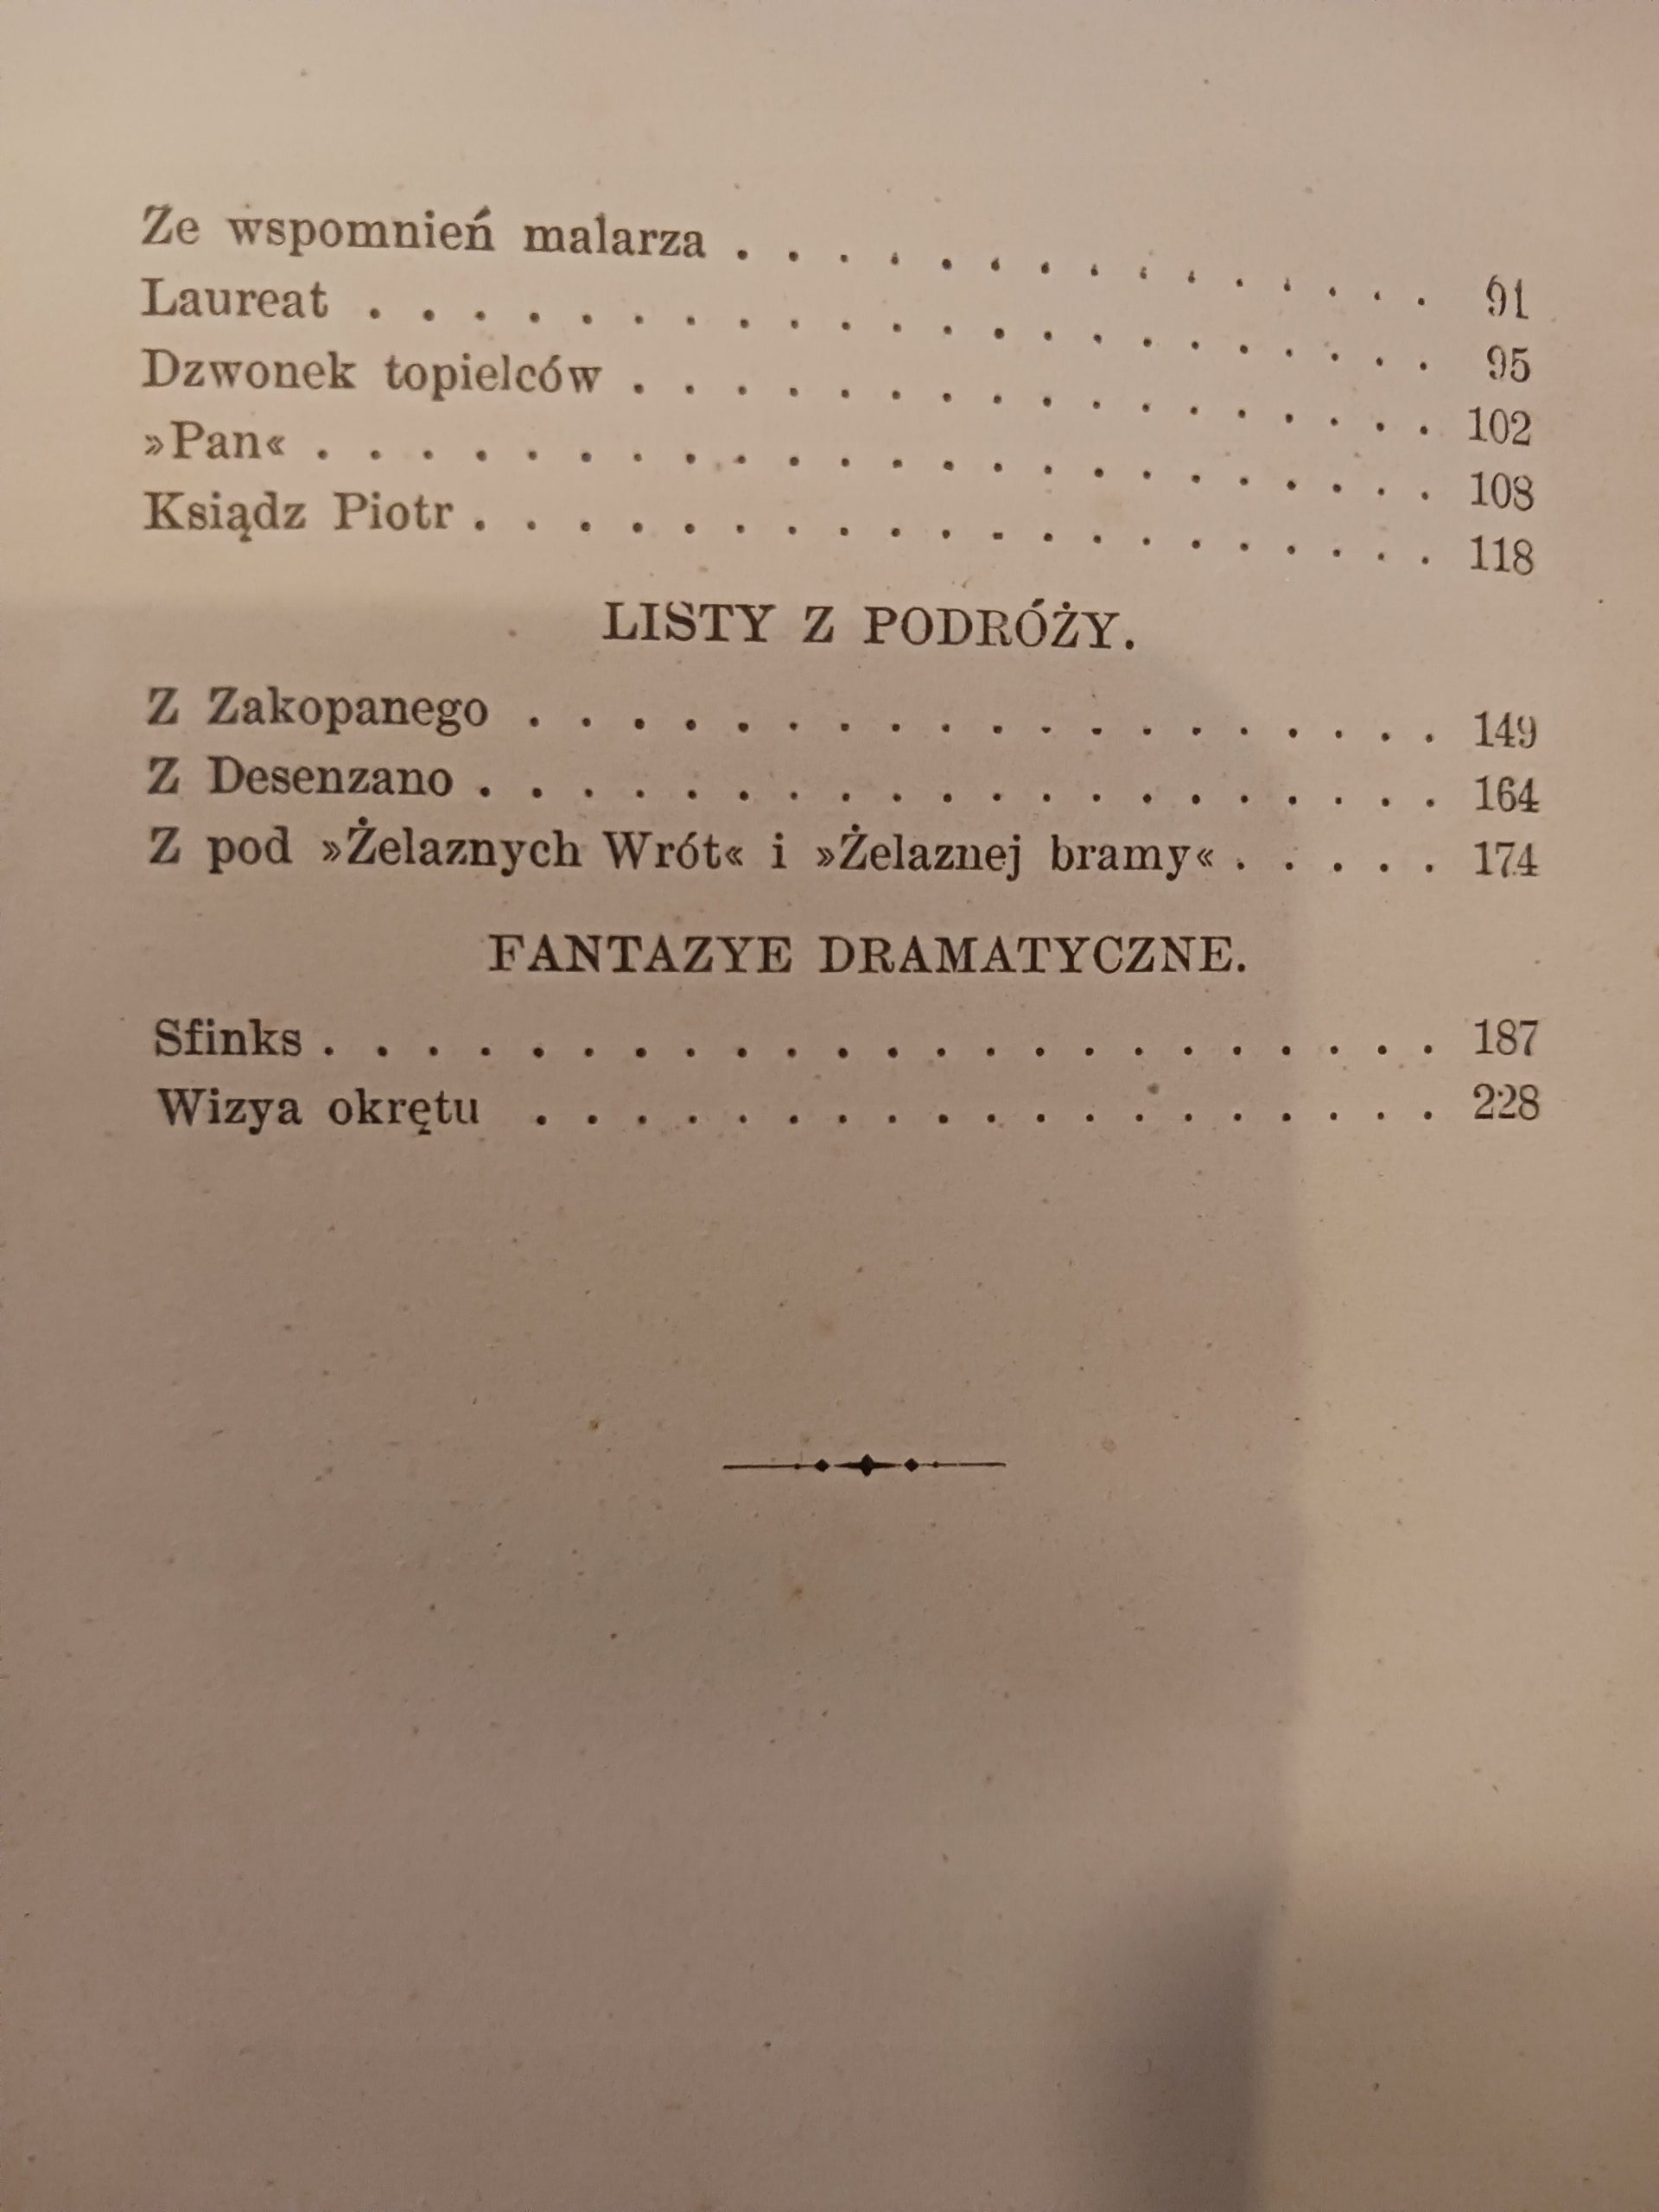 Ze wspomnień malarza . . . . . . . . . . . . . . . 91
Laureat . . . . . . . . . . . . . . . . . . . . . 95
Dzwonek topielców . . . . . . . . . . . . . . . . 102
»Pan« . . . . . . . . . . . . . . . . . . . . . . 108
Ksiądz Piotr . . . . . . . . . . . . . . . . . . . 118
LISTY Z PODRÓŻY.
Z Zakopanego . . . . . . . . . . . . . . . . . . 149
Z Desenzano . . . . . . . . . . . . . . . . . . . 164
Z pod »Żelaznych Wrót« i »Żelaznej bramy« . . . . . 174
FANTAZYE DRAMATYCZNE.
Sfinks . . . . . . . . . . . . . . . . . . . . . . 187
Wizya okrętu . . . . . . . . . . . . . . . . . . 228